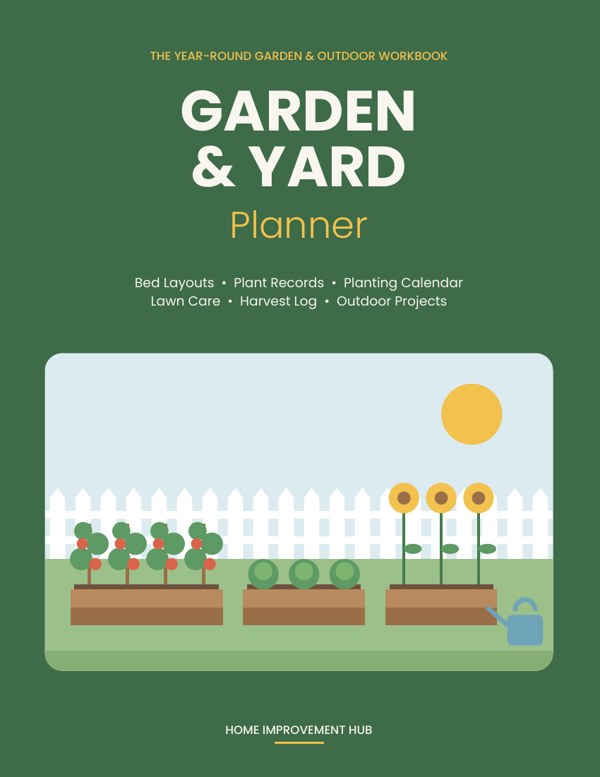 THE YEAR-ROUND GARDEN & OUTDOOR WORKBOOK
GARDEN
& YARD
Planner
Bed Layouts • Plant Records • Planting Calendar
Lawn Care • Harvest Log • Outdoor Projects
HOME IMPROVEMENT HUB